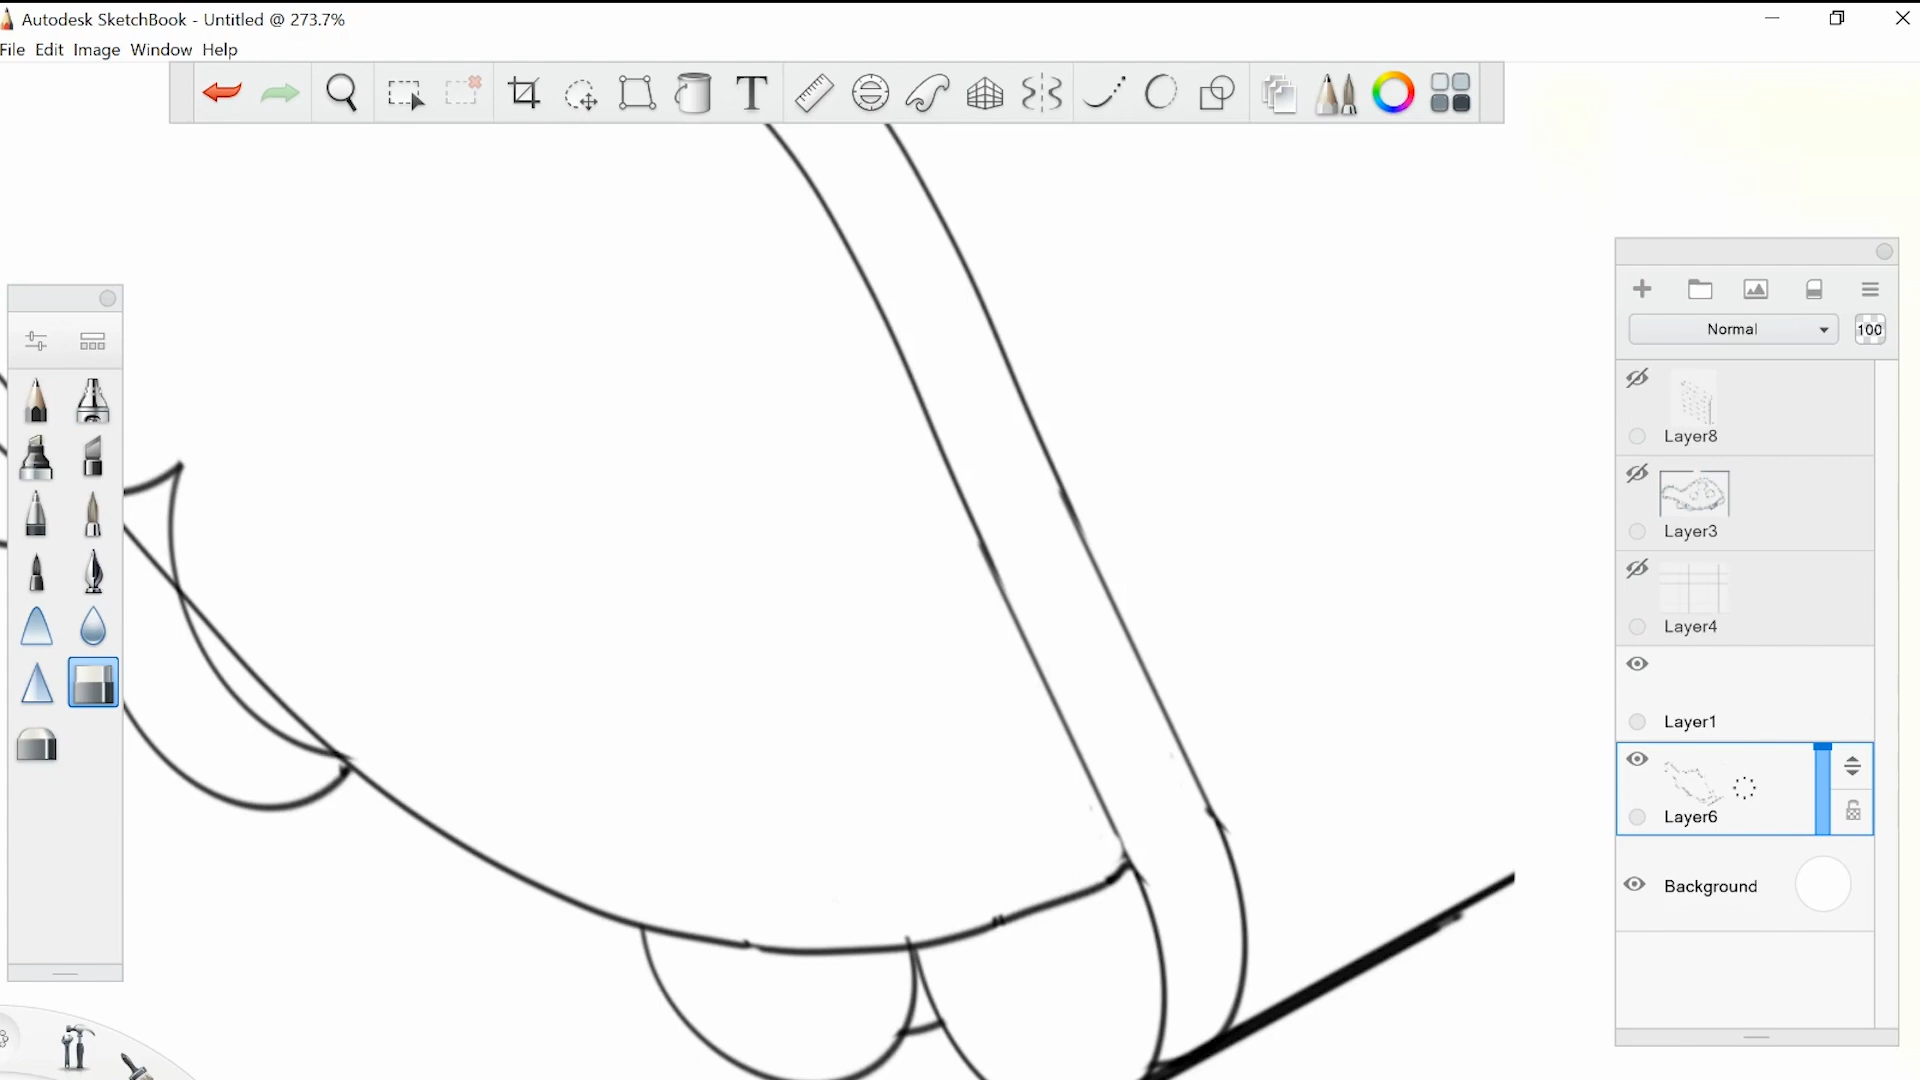 Autodesk SketchBook - Untitled @ 273.7%
File Edit Image Window Help
T
Normal 100
Layer8
Layer3
Layer4
Layer1
Layer6
Background